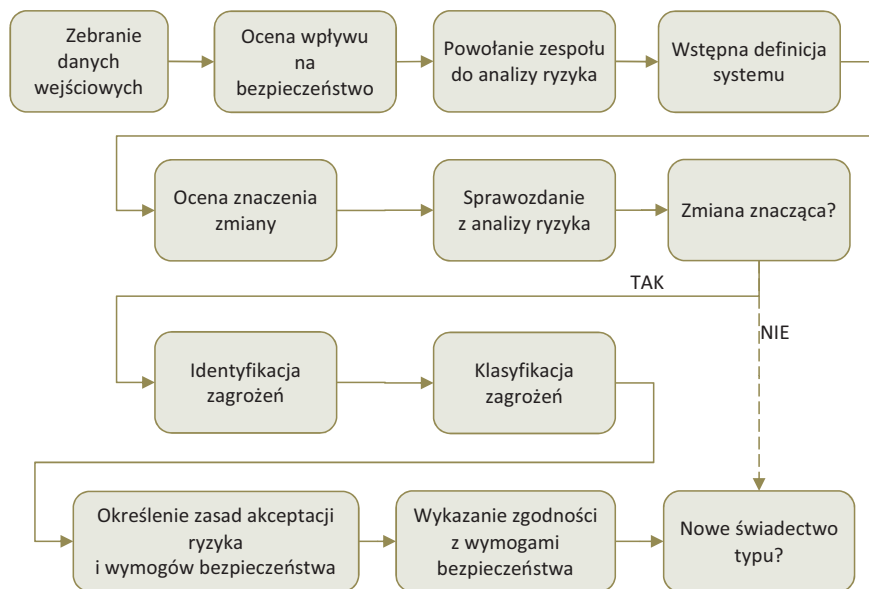 Zebranie
danych
wejściowych
Ocena wpływu
na
bezpieczeństwo
Powołanie zespołu
do analizy ryzyka
Wstępna definicja
systemu
Ocena znaczenia
zmiany
Sprawozdanie
z analizy ryzyka
Zmiana znacząca?
TAK
NIE
Identyfikacja
zagrożeń
Klasyfikacja
zagrożeń
Określenie zasad akceptacji
ryzyka
i wymogów bezpieczeństwa
Wykazanie zgodności
z wymogami
bezpieczeństwa
Nowe świadectwo
typu?